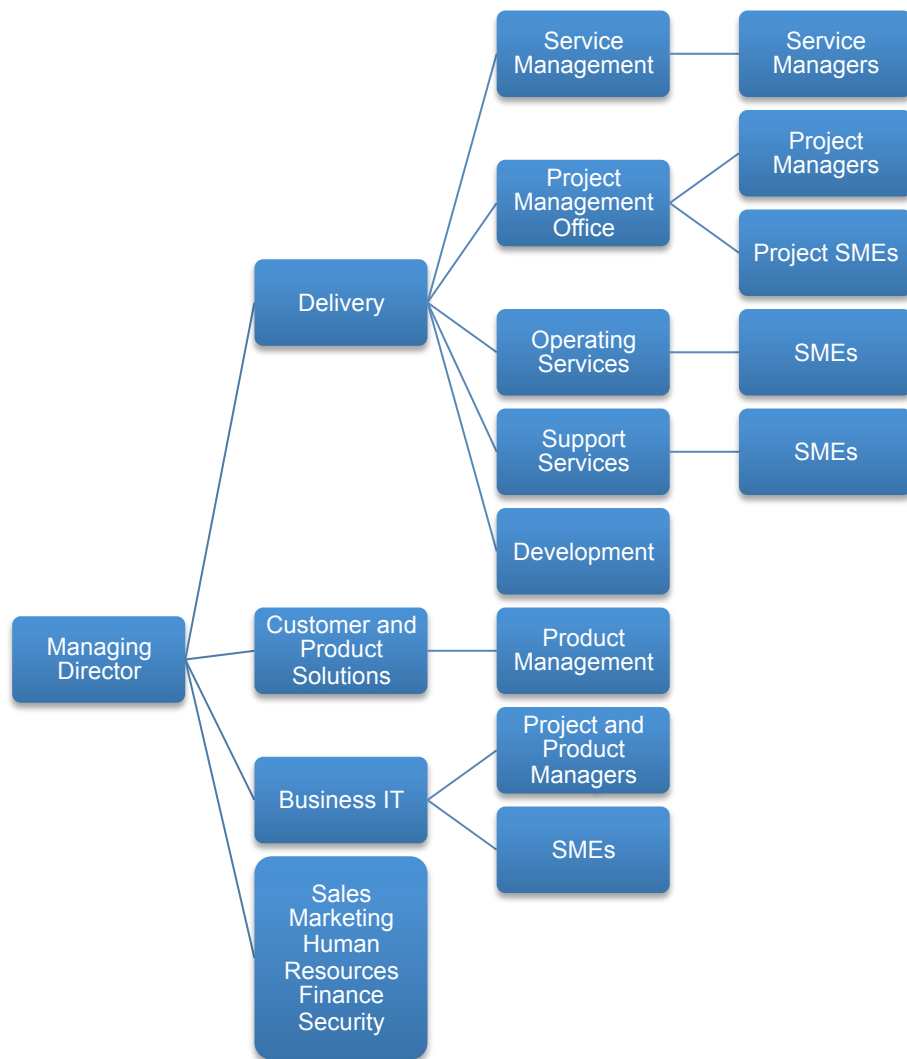 Service
Management
Service
Managers
Project
Management
Office
Project
Managers
Project SMEs
Delivery
Operating
Services
SMEs
Support
Services
SMEs
Development
Managing
Director
Customer and
Product
Solutions
Product
Management
Business IT
Project and
Product
Managers
SMEs
Sales
Marketing
Human
Resources
Finance
Security